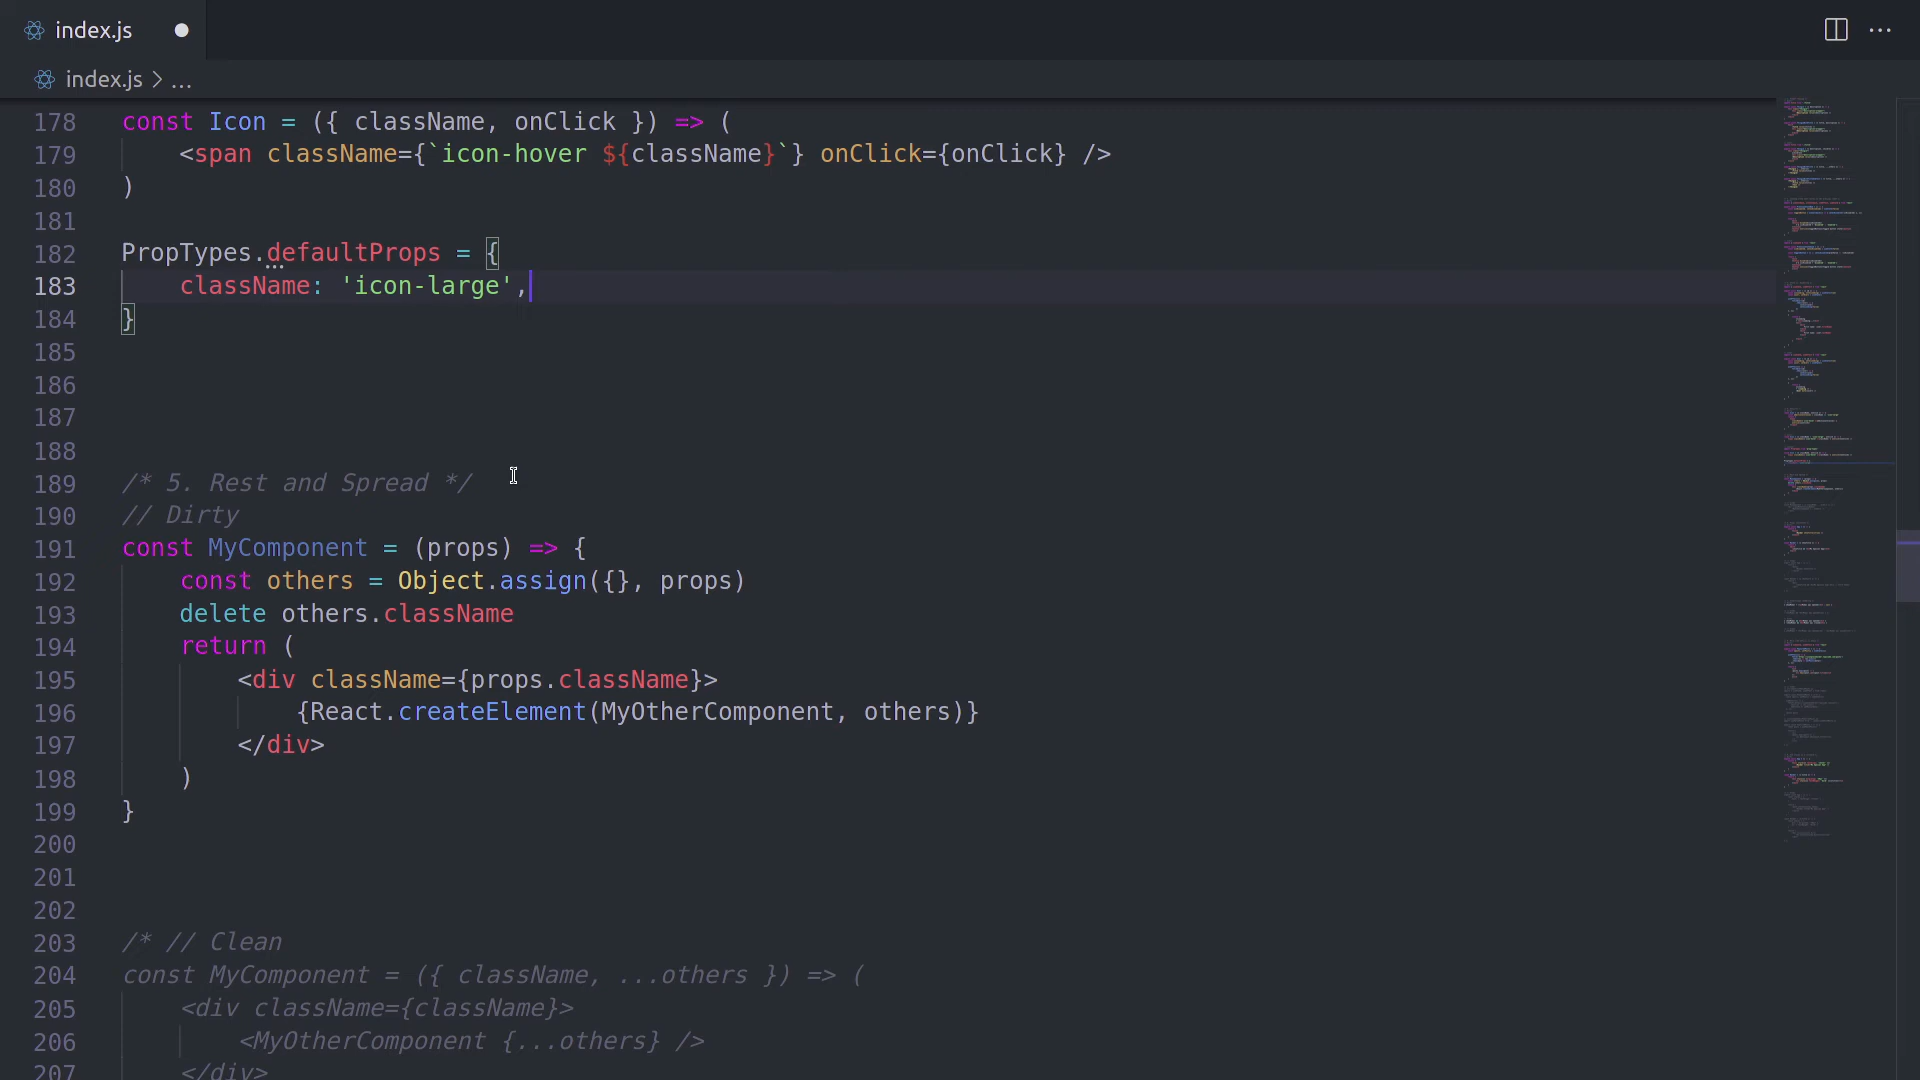 index.js
index.js > ...
178 const Icon = ({ className, onClick }) => (
179 <span className={`icon-hover ${className}`} onClick={onClick} />
180 )
181
182 PropTypes.defaultProps = {
183 className: 'icon-large',
184 }
185
186
187
188
189 /* 5. Rest and Spread */
190 // Dirty
191 const MyComponent = (props) => {
192 const others = Object.assign({}, props)
193 delete others.className
194 return (
195 <div className={props.className}>
196 {React.createElement(MyOtherComponent, others)}
197 </div>
198 )
199 }
200
201
202
203 /* // Clean
204 const MyComponent = ({ className, ...others }) => (
205 <div className={className}>
206 <MyOtherComponent {...others} />
207 </div>